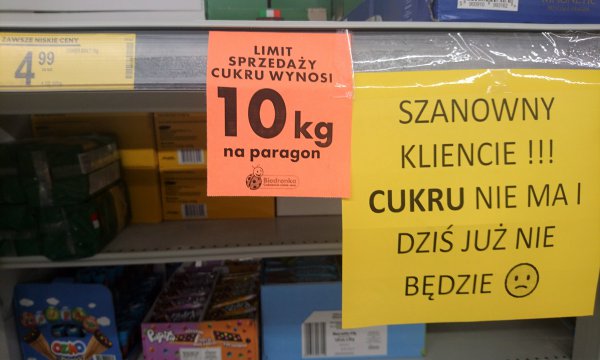 ZAWSZE NISKIE CENY
4 99
LIMIT
SPRZEDAŻY
CUKRU WYNOSI
10 kg
na paragon
Biedronka
SZANOWNY
KLIENCIE !!!
CUKRU NIE MA I
DZIŚ JUŻ NIE
BĘDZIE